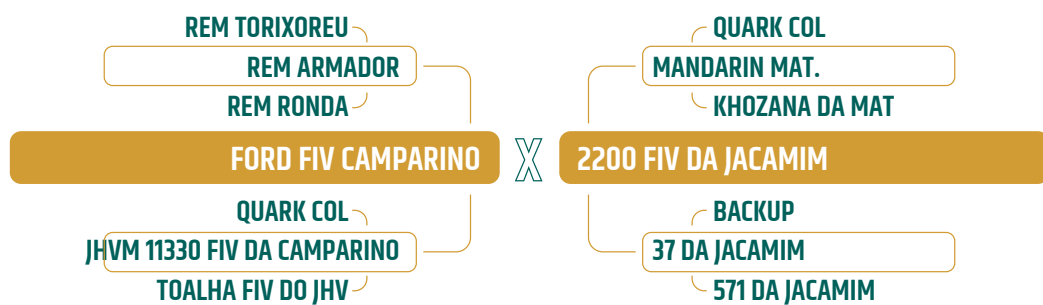 REM TORIXOREU
REM ARMADOR
REM RONDA
FORD FIV CAMPARINO
QUARK COL
JHVM 11330 FIV DA CAMPARINO
TOALHA FIV DO JHV
X
QUARK COL
MANDARIN MAT.
KHOZANA DA MAT
2200 FIV DA JACAMIM
BACKUP
37 DA JACAMIM
571 DA JACAMIM